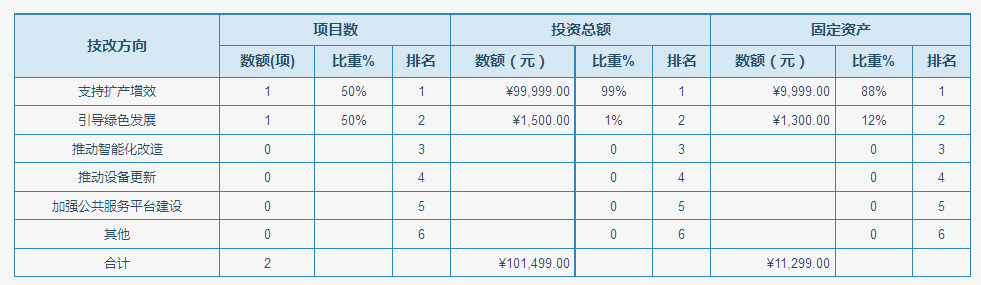 技改方向 项目数 投资总额 固定资产
数额(项) 比重% 排名 数额（元） 比重% 排名 数额（元） 比重% 排名
支持扩产增效 1 50% 1 ¥99,999.00 99% 1 ¥9,999.00 88% 1
引导绿色发展 1 50% 2 ¥1,500.00 1% 2 ¥1,300.00 12% 2
推动智能化改造 0 3 0 3 0 3
推动设备更新 0 4 0 4 0 4
加强公共服务平台建设 0 5 0 5 0 5
其他 0 6 0 6 0 6
合计 2 ¥101,499.00 ¥11,299.00